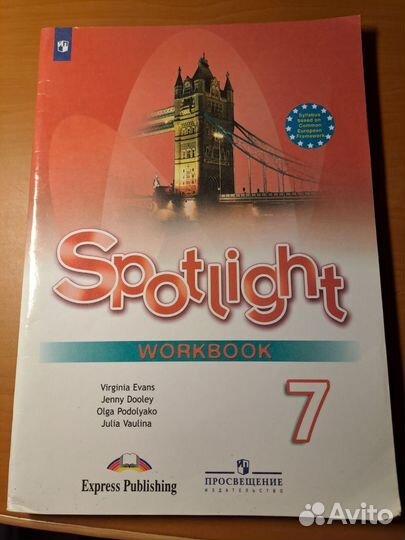 Syllabus
based on
Common
European
Framework
Spotlight
WORKBOOK
Virginia Evans
Jenny Dooley
Olga Podolyako
Julia Vaulina
7
Express Publishing
ПРОСВЕЩЕНИЕ
ИЗДАТЕЛЬСТВО
Avito